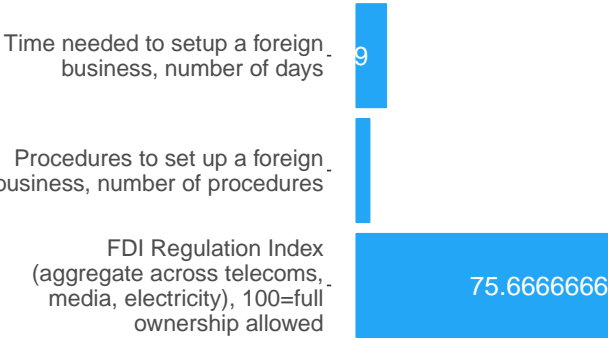 Time needed to setup a foreign
business, number of days
9
Procedures to set up a foreign
business, number of procedures
FDI Regulation Index
(aggregate across telecoms,
media, electricity), 100=full
ownership allowed
75.6666666